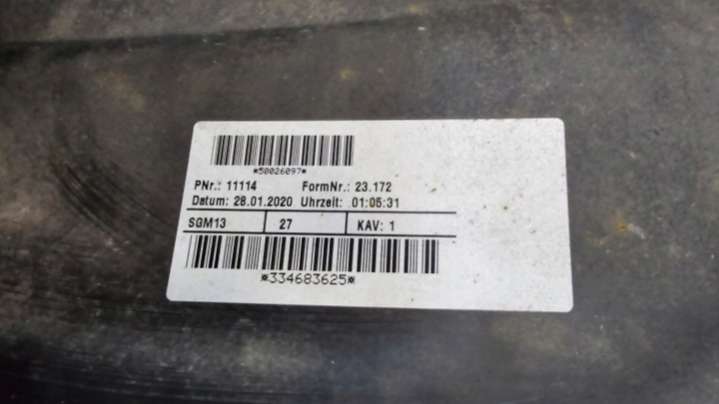 *50026097*
PNr.: 11114 FormNr.: 23.172
Datum: 28.01.2020 Uhrzeit: 01:05:31
SGM13 27 KAV: 1
*334683625*